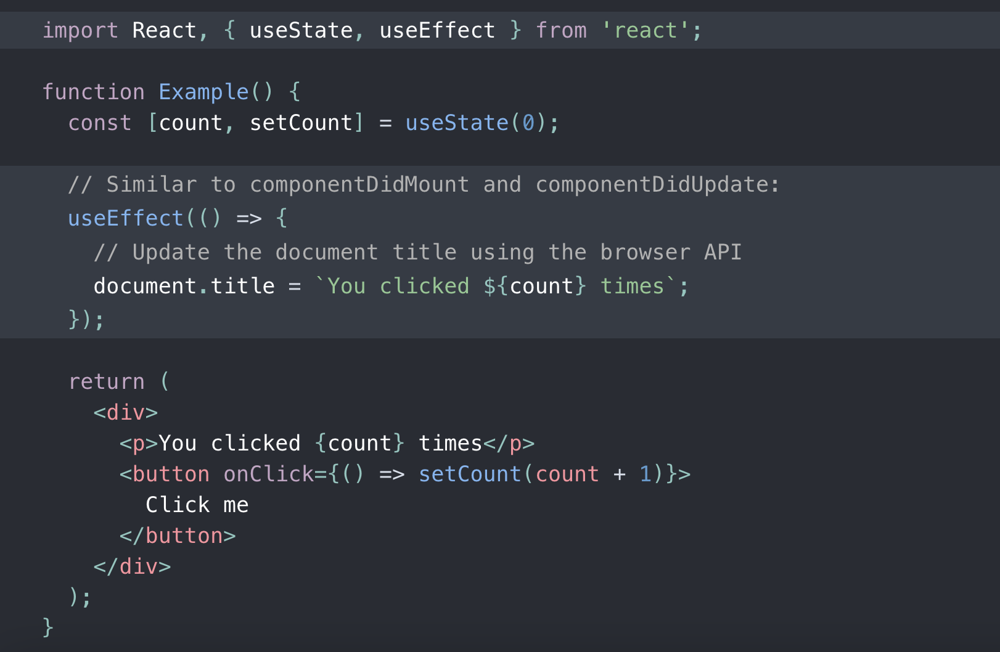 import React, { useState, useEffect } from 'react';

function Example() {
  const [count, setCount] = useState(0);

  // Similar to componentDidMount and componentDidUpdate:
  useEffect(() => {
    // Update the document title using the browser API
    document.title = `You clicked ${count} times`;
  });

  return (
    <div>
      <p>You clicked {count} times</p>
      <button onClick={() => setCount(count + 1)}>
        Click me
      </button>
    </div>
  );
}